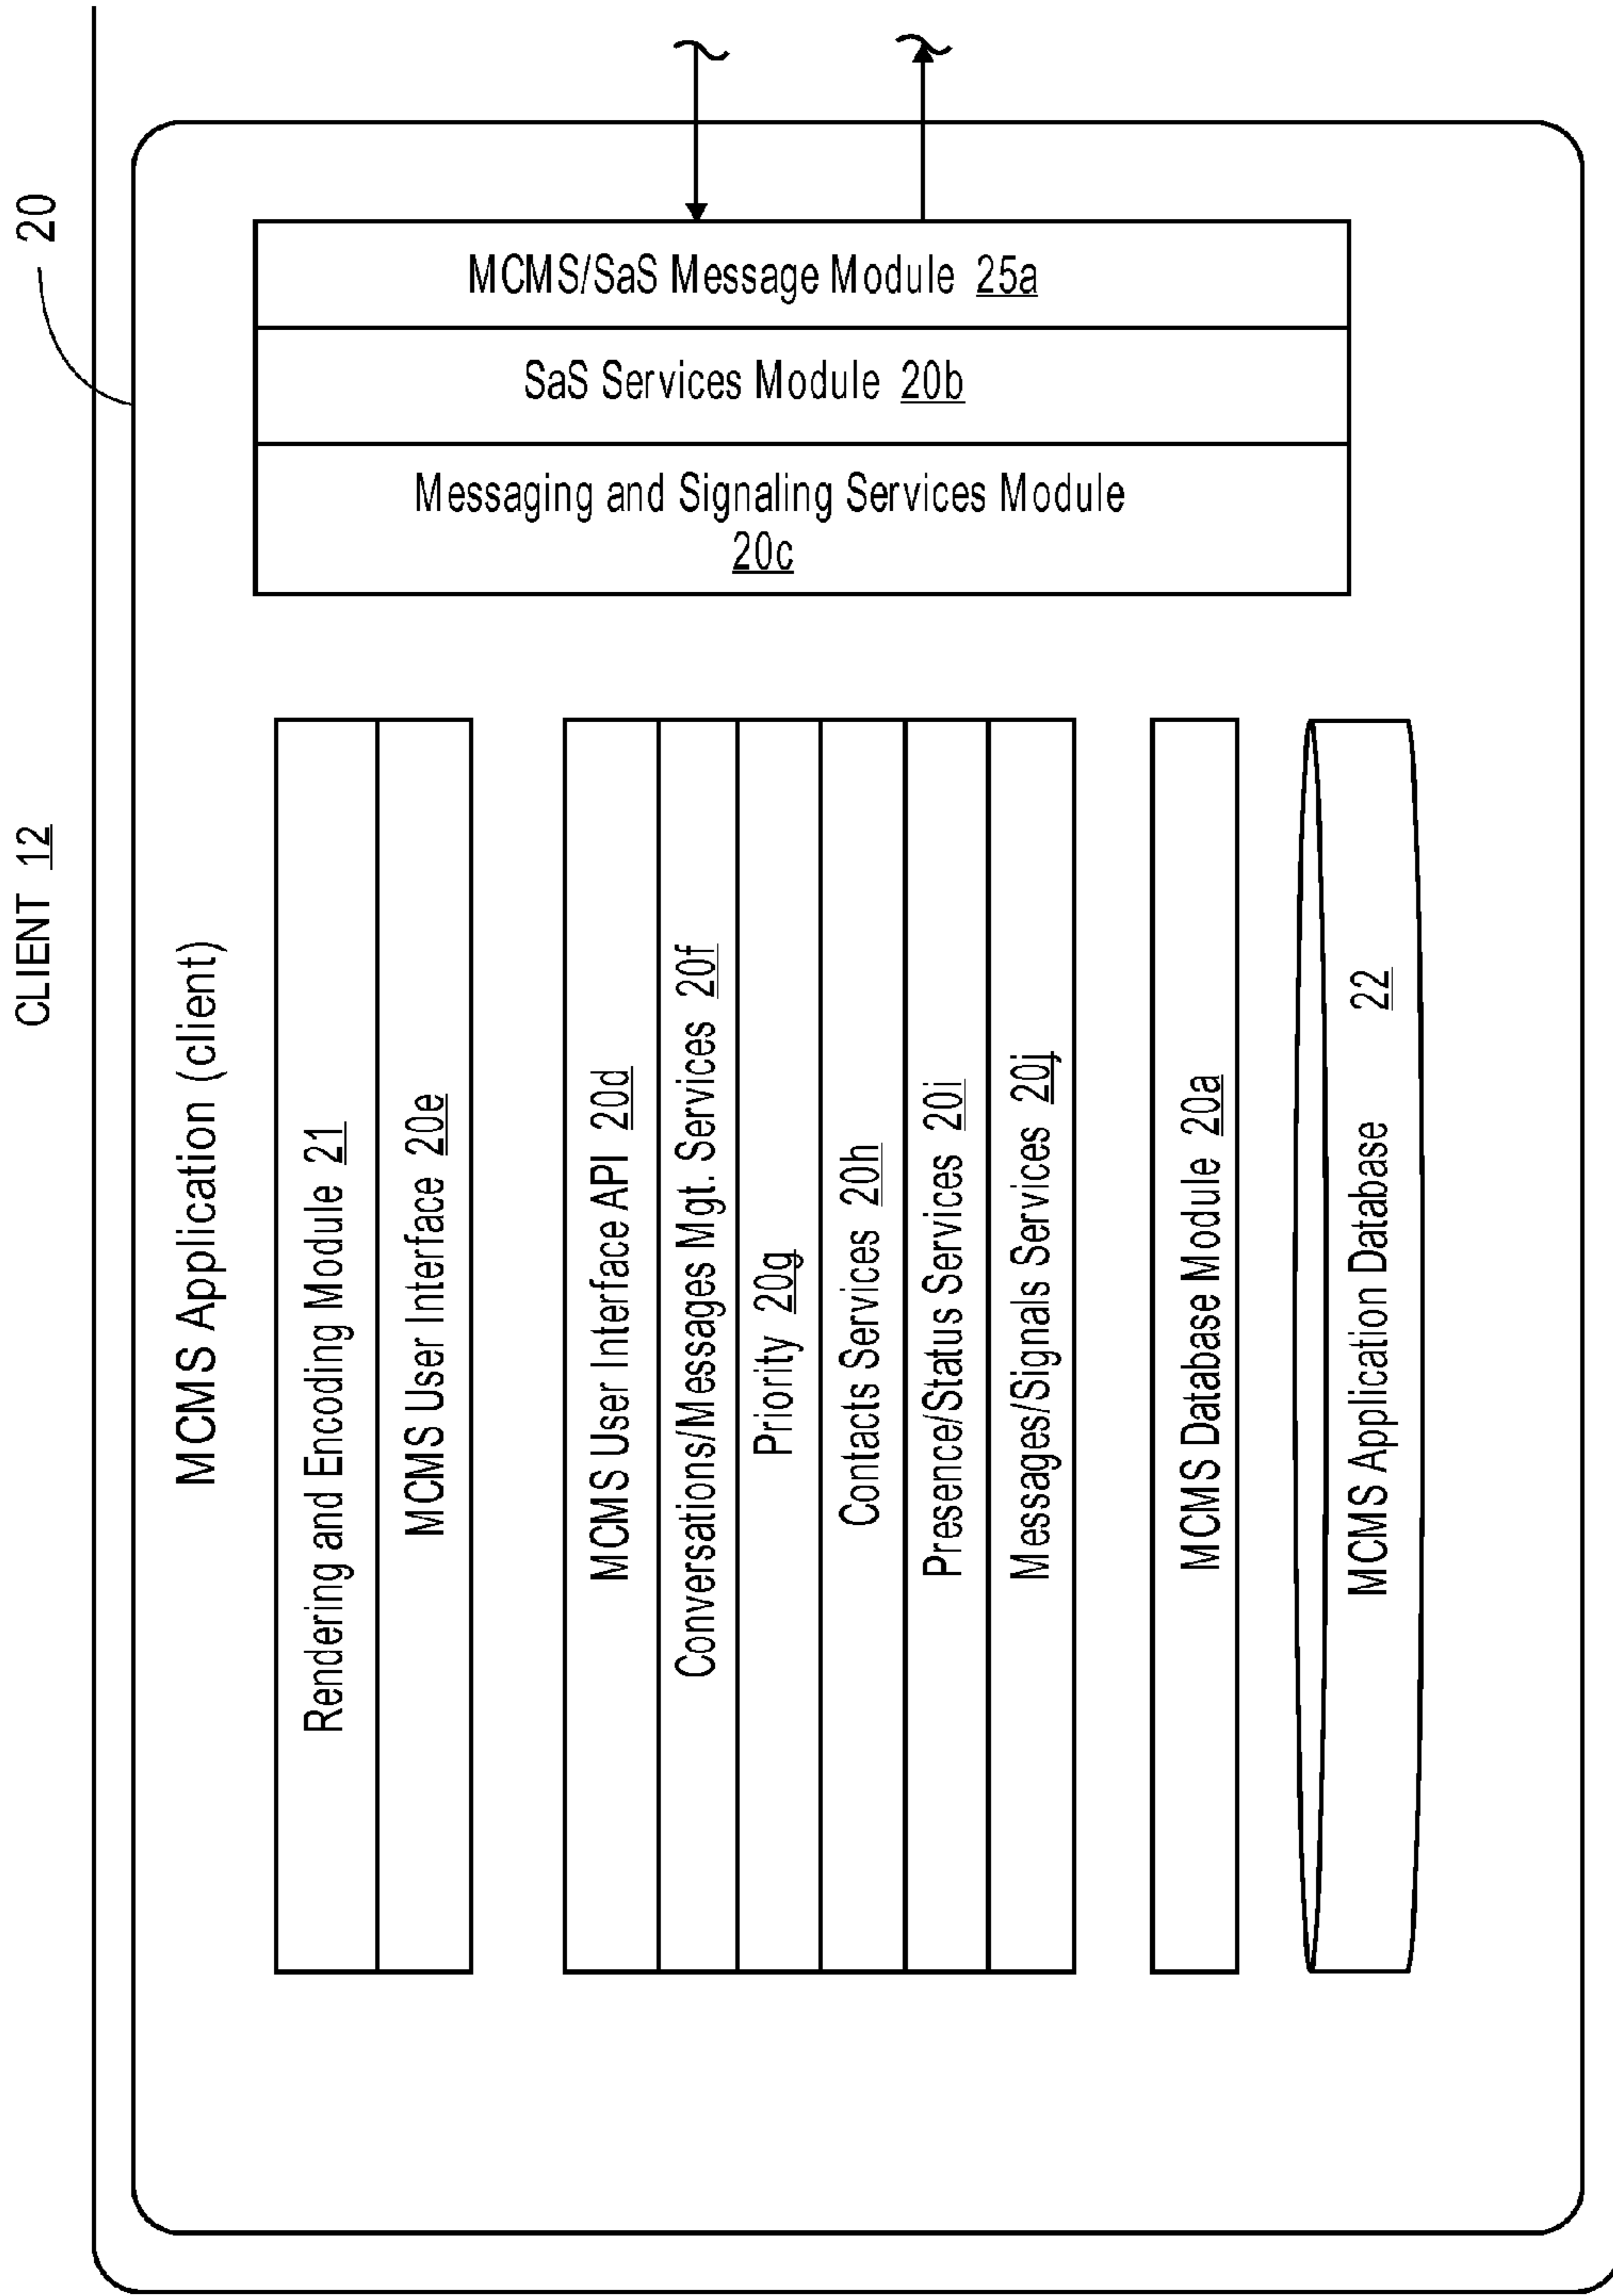 CLIENT 12
20
MCMS Application (client)
Rendering and Encoding Module 21
MCMS User Interface 20e
MCMS User Interface API 20d
Conversations/Messages Mgt. Services 20f
Priority 20g
Contacts Services 20h
Presence/Status Services 20i
Messages/Signals Services 20j
MCMS Database Module 20a
MCMS Application Database 22
MCMS/SaS Message Module 25a
SaS Services Module 20b
Messaging and Signaling Services Module
20c